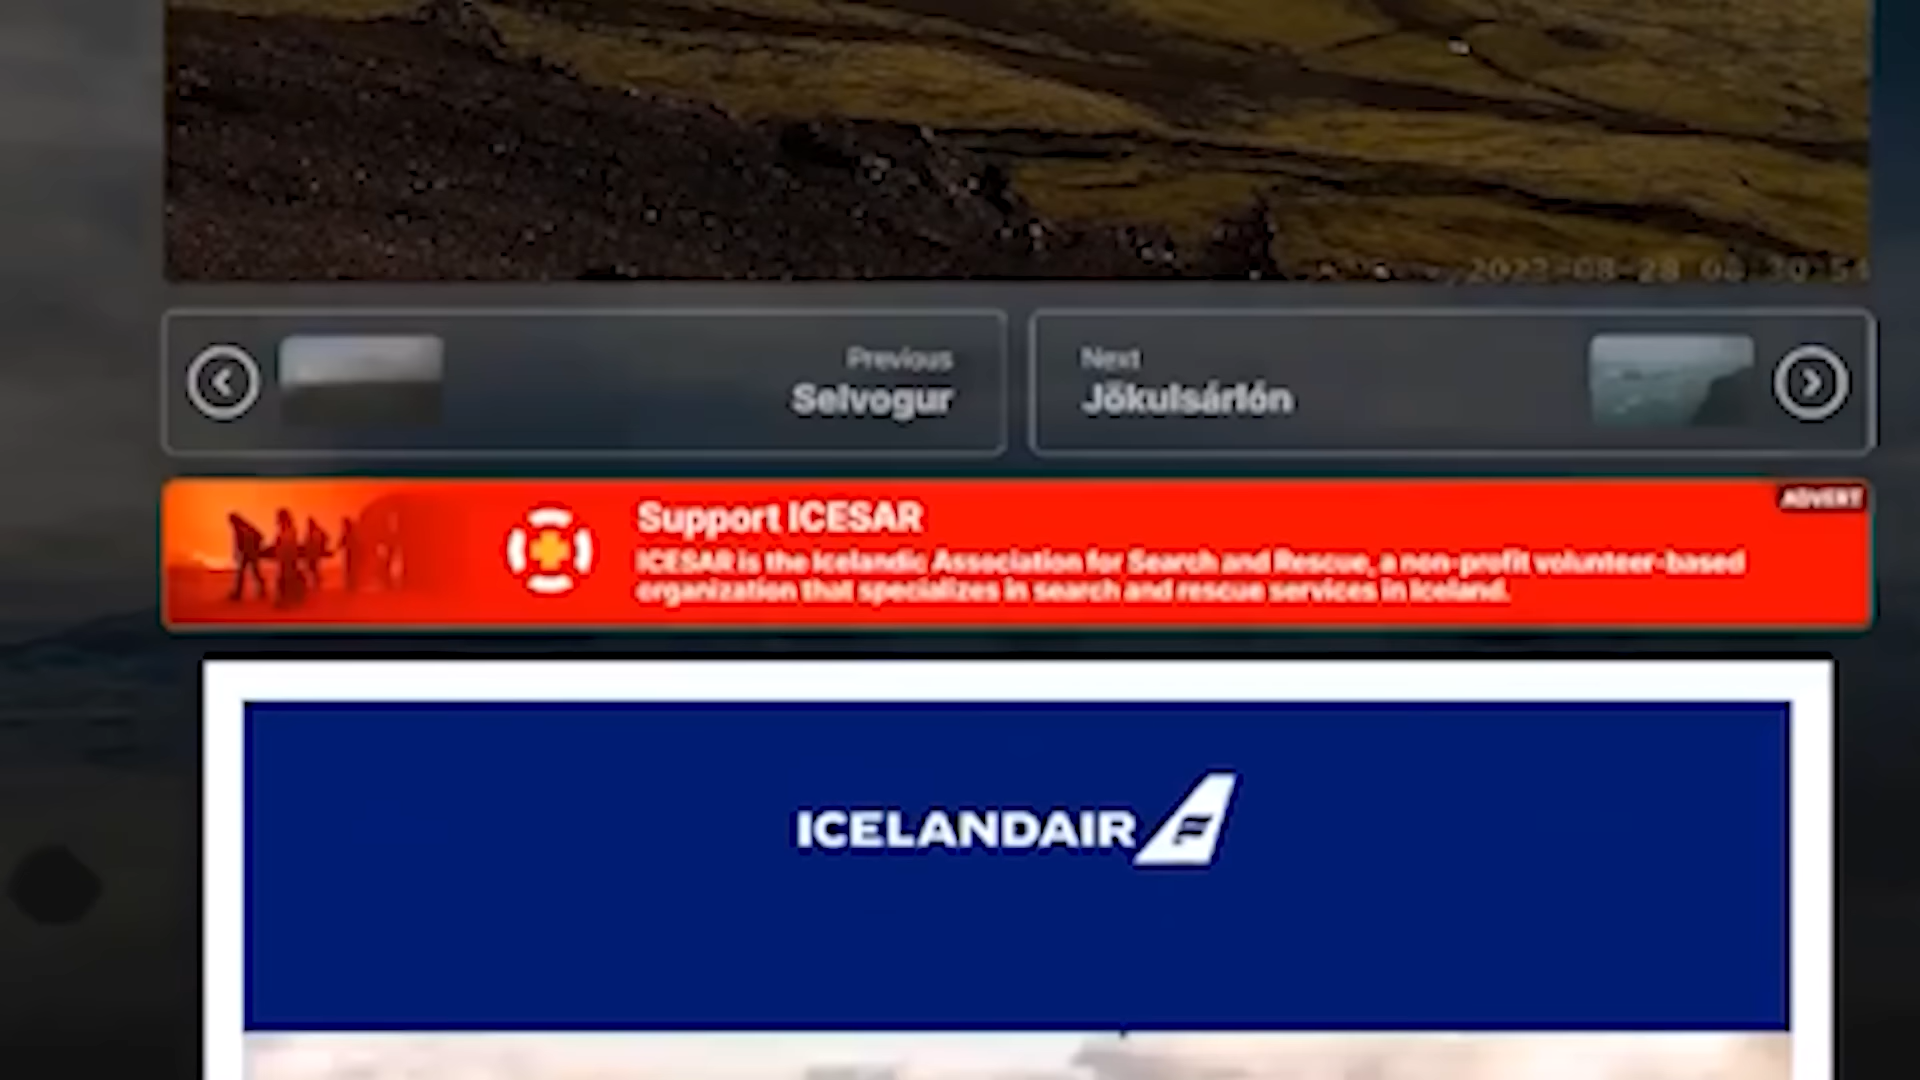 Previous
Selvogur
Next
Jökulsárlón
ADVERT
Support ICESAR
ICESAR is the Icelandic Association for Search and Rescue, a non-profit volunteer-based
organization that specializes in search and rescue services in Iceland.
ICELANDAIR